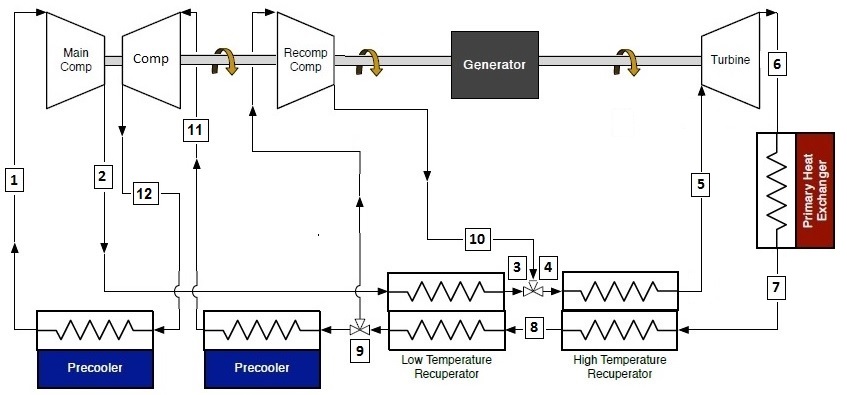 Main
Comp
Comp
Recomp
Comp
Generator
Turbine
6
11
1
2
12
5
Primary Heat
Exchanger
10
3
4
7
8
9
Precooler
Precooler
Low Temperature
Recuperator
High Temperature
Recuperator